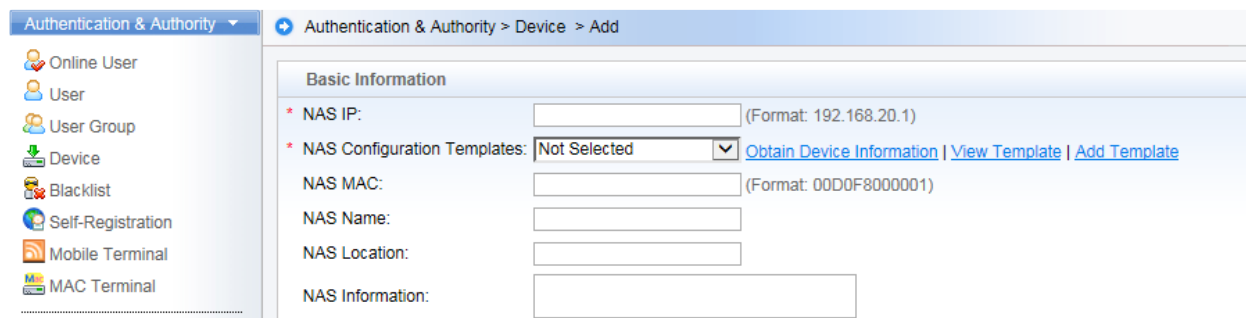 Authentication & Authority
Online User
User
User Group
Device
Blacklist
Self-Registration
Mobile Terminal
Mac
MAC Terminal
Authentication & Authority > Device > Add
Basic Information
* NAS IP: (Format: 192.168.20.1)
* NAS Configuration Templates: Not Selected Obtain Device Information | View Template | Add Template
NAS MAC: (Format: 00D0F8000001)
NAS Name:
NAS Location:
NAS Information: